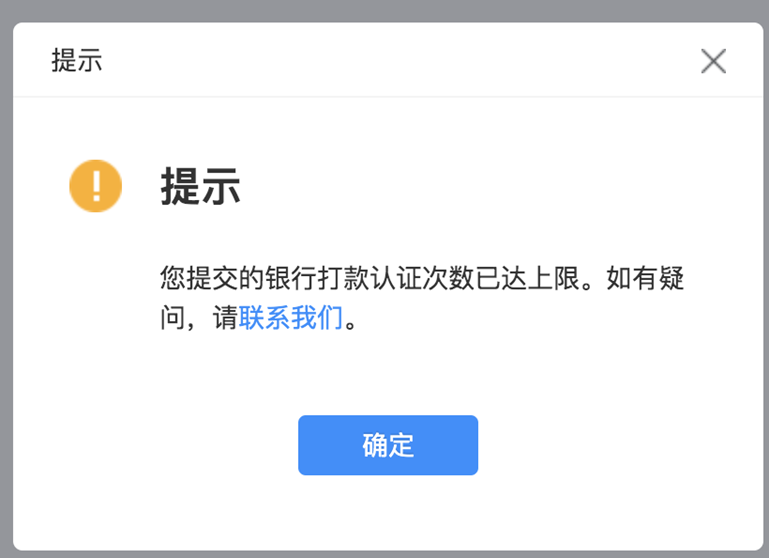 提示
提示
您提交的银行打款认证次数已达上限。如有疑
问，请联系我们。
确定